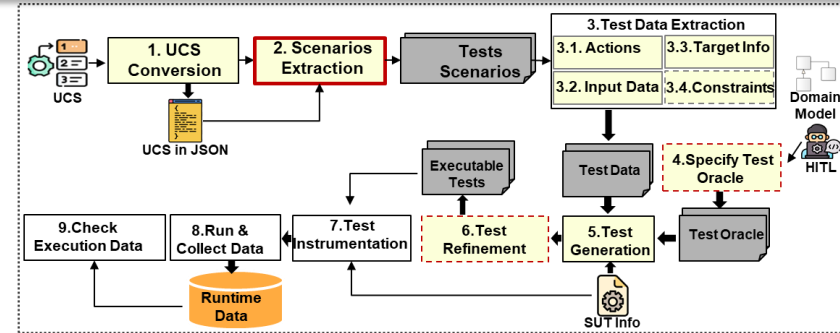 1. UCS
Conversion
2. Scenarios
Extraction
Tests
Scenarios
3.Test Data Extraction
3.1. Actions
3.3.Target Info
3.2. Input Data
3.4.Constraints
1
2
3
UCS
UCS in JSON
Domain
Model
HITL
4.Specify Test
Oracle
Executable
Tests
Test Data
Test Oracle
9.Check
Execution Data
8.Run &
Collect Data
7.Test
Instrumentation
6.Test
Refinement
5.Test
Generation
Runtime
Data
SUT Info